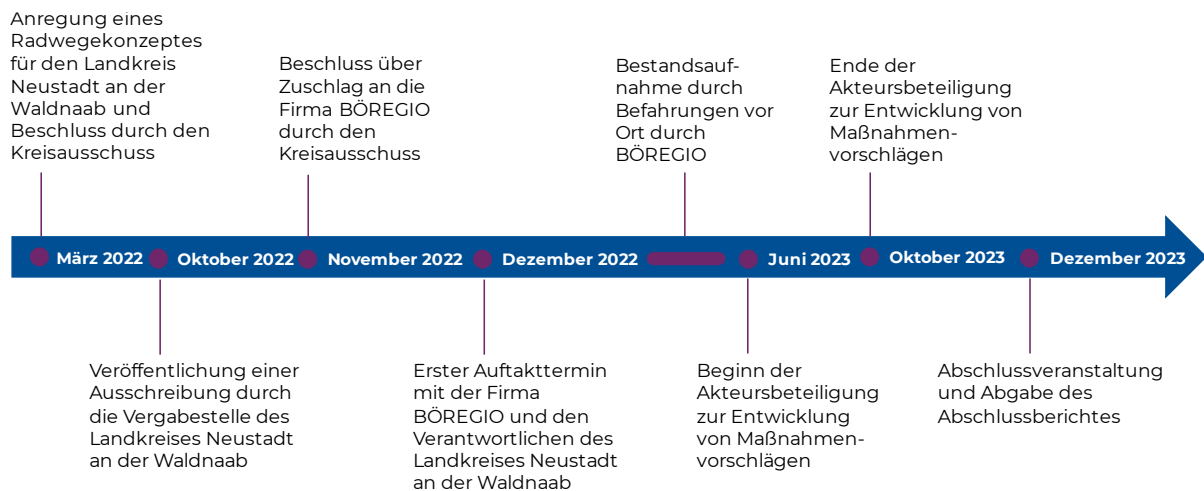 Anregung eines
Radwegekonzeptes
für den Landkreis
Neustadt an der
Waldnaab und
Beschluss durch den
Kreisausschuss
Beschluss über
Zuschlag an die
Firma BÖREGIO
durch den
Kreisausschuss
Bestandsauf-
nahme durch
Befahrungen vor
Ort durch
BÖREGIO
Ende der
Akteursbeteiligung
zur Entwicklung von
Maßnahmen-
vorschlägen
März 2022 Oktober 2022 November 2022 Dezember 2022 Juni 2023 Oktober 2023 Dezember 2023
Veröffentlichung einer
Ausschreibung durch
die Vergabestelle des
Landkreises Neustadt
an der Waldnaab
Erster Auftakttermin
mit der Firma
BÖREGIO und den
Verantwortlichen des
Landkreises Neustadt
an der Waldnaab
Beginn der
Akteursbeteiligung
zur Entwicklung
von Maßnahmen-
vorschlägen
Abschlussveranstaltung
und Abgabe des
Abschlussberichtes